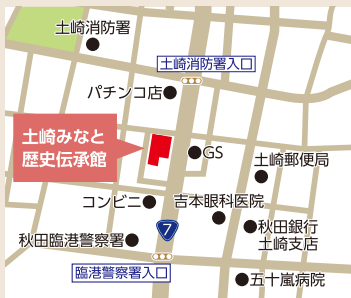 土崎消防署
土崎消防署入口
パチンコ店
土崎みなと
歴史伝承館
GS
土崎郵便局
コンビニ
吉本眼科医院
7
秋田銀行
土崎支店
秋田臨港警察署
臨港警察署入口
五十嵐病院